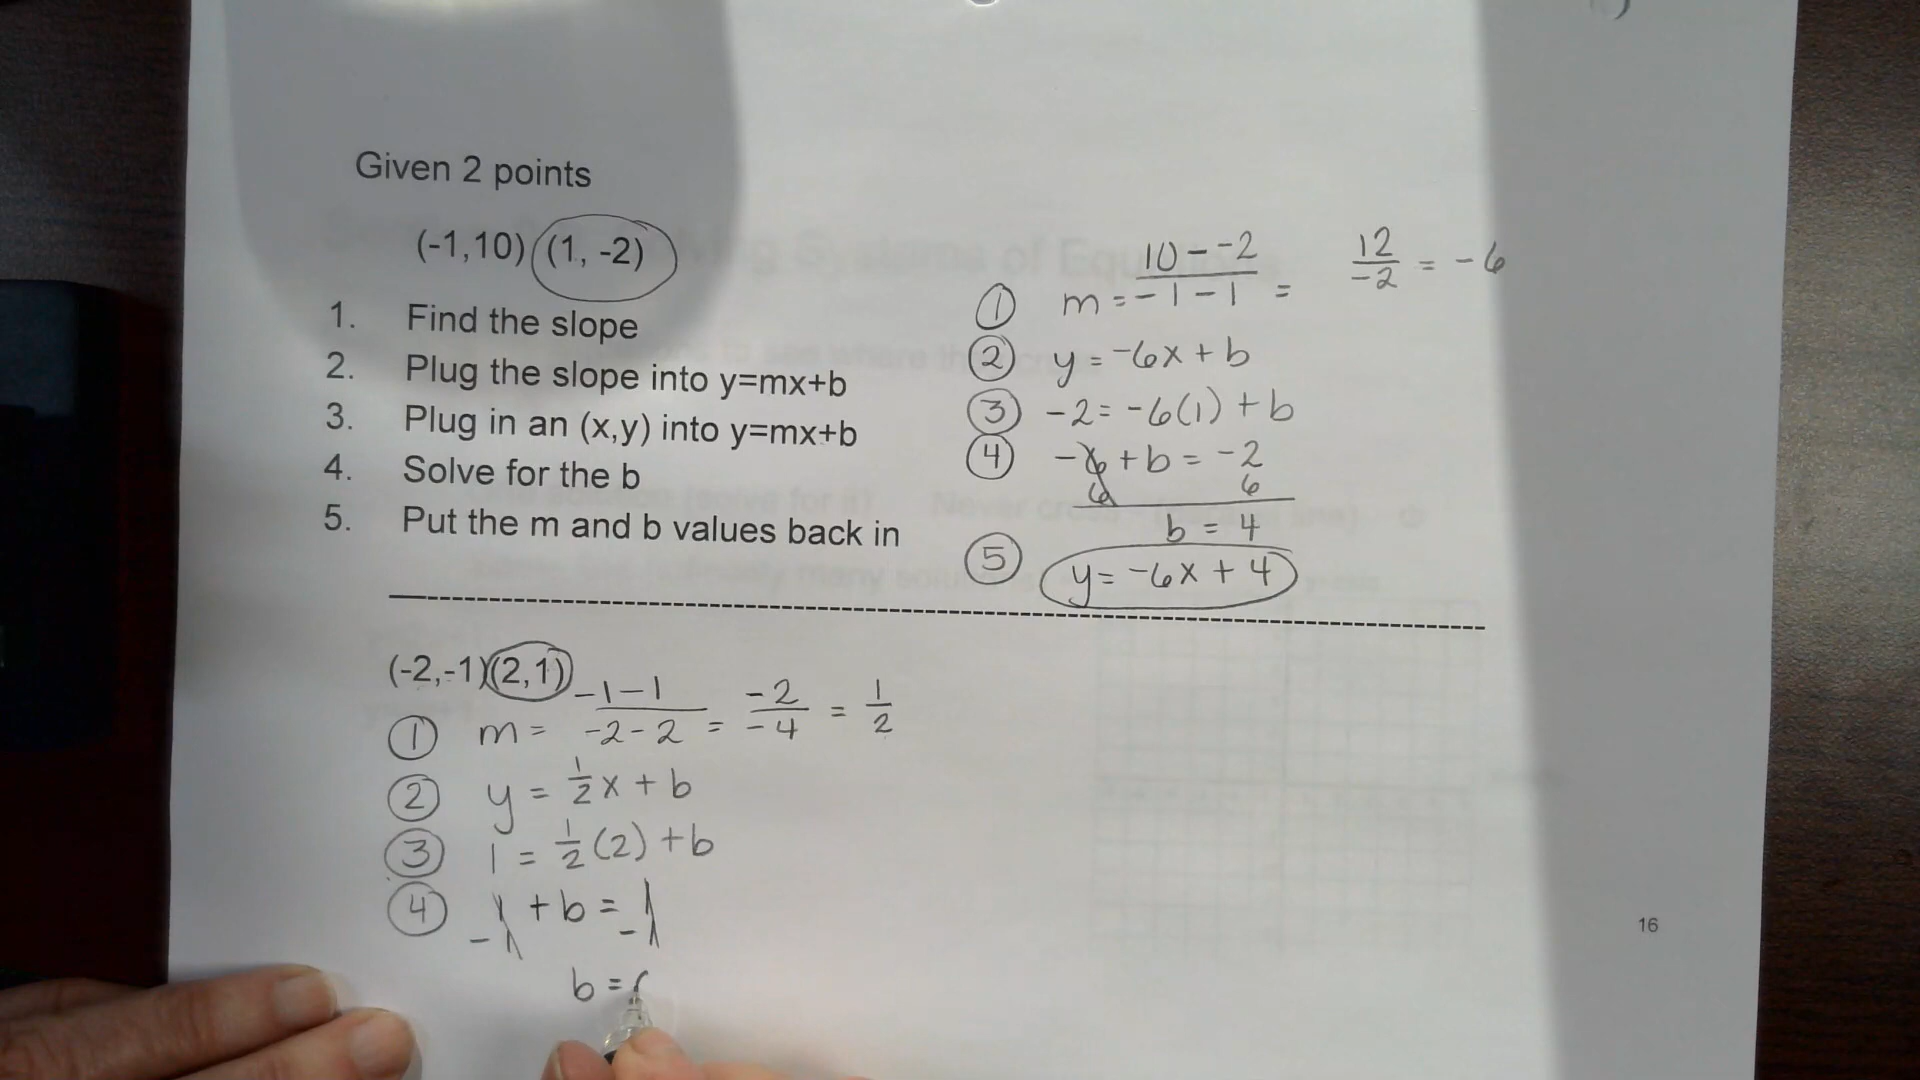 Given 2 points
(-1,10) (1, -2)
1. Find the slope
2. Plug the slope into y=mx+b
3. Plug in an (x,y) into y=mx+b
4. Solve for the b
5. Put the m and b values back in
① m = 10 - -2 / -1 - 1 = 12 / -2 = -6
② y = -6x + b
③ -2 = -6(1) + b
④ -6 + b = -2
6 6
b = 4
⑤ y = -6x + 4
(-2,-1)(2,1)
① m = -1 - 1 / -2 - 2 = -2 / -4 = 1/2
② y = 1/2 x + b
③ 1 = 1/2 (2) + b
④ 1 + b = 1
-1 -1
b =
16